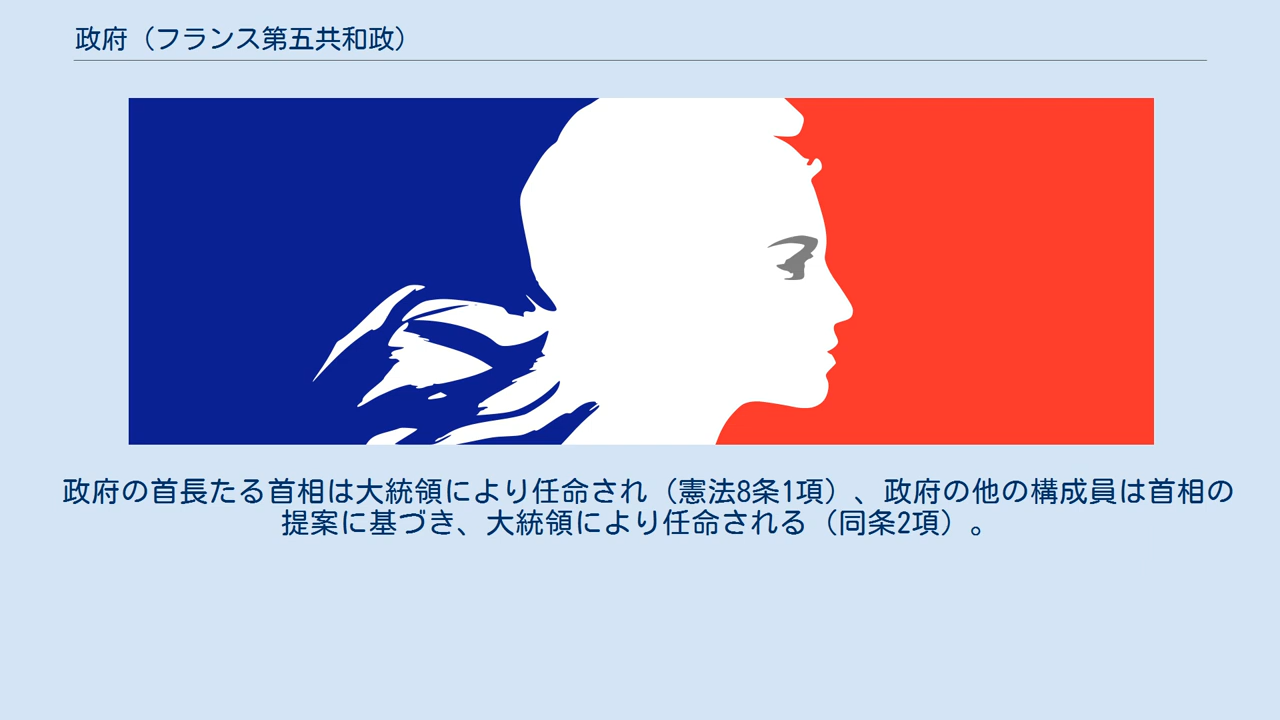 政府（フランス第五共和政）
政府の首長たる首相は大統領により任命され（憲法8条1項）、政府の他の構成員は首相の
提案に基づき、大統領により任命される（同条2項）。